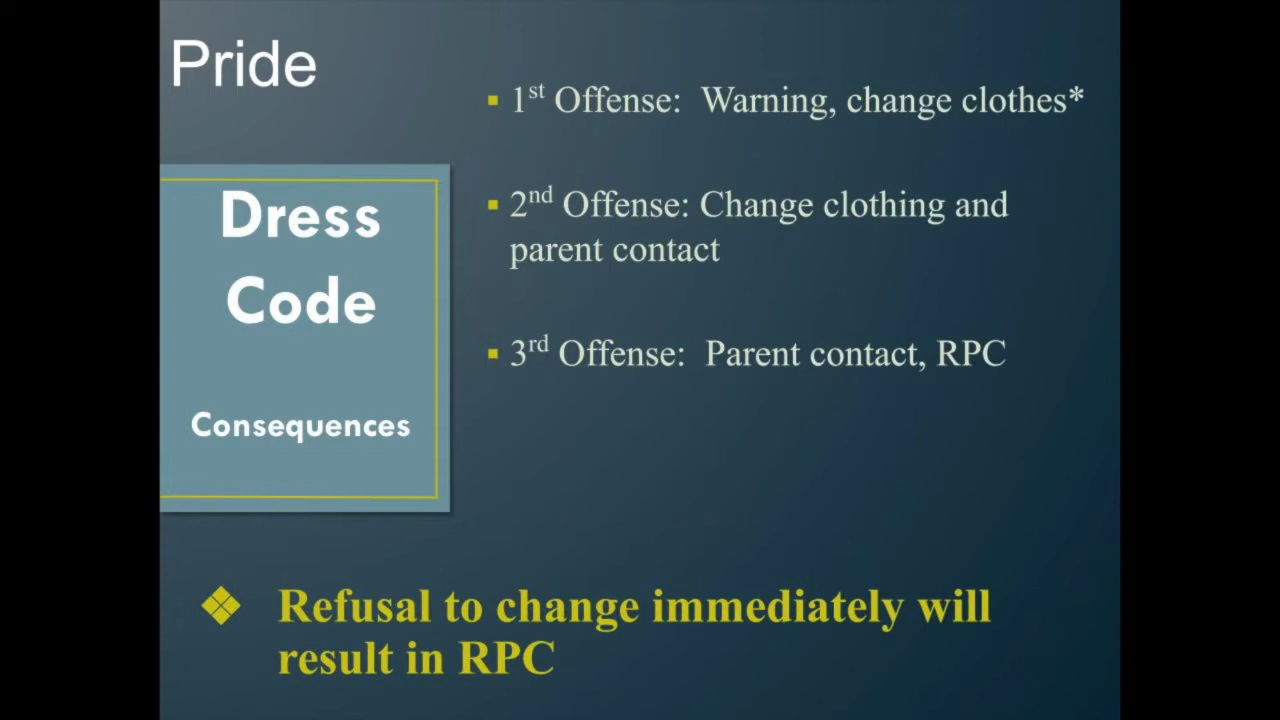 Pride
Dress
Code
Consequences
▪ 1st Offense: Warning, change clothes*
▪ 2nd Offense: Change clothing and
parent contact
▪ 3rd Offense: Parent contact, RPC
❖ Refusal to change immediately will
result in RPC